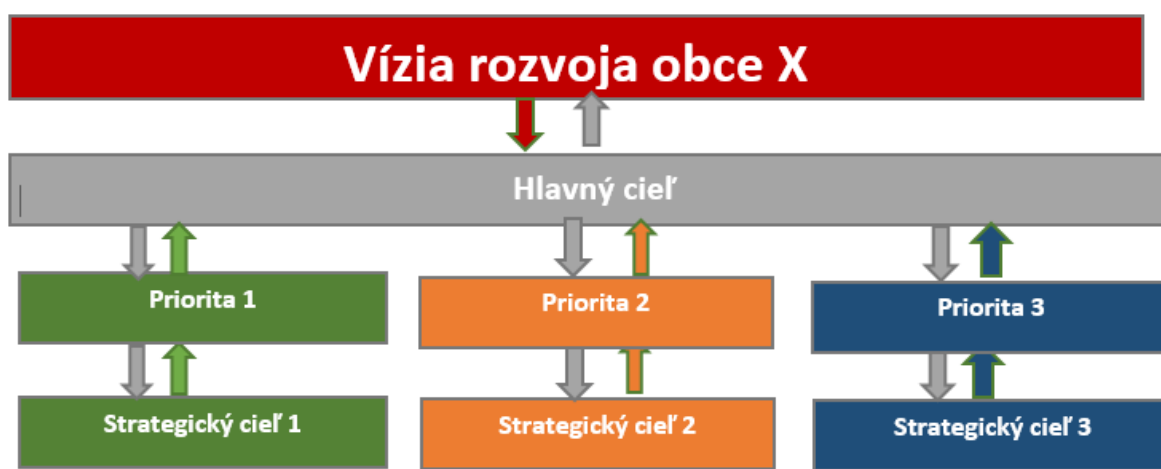 Vízia rozvoja obce X
Hlavný cieľ
Priorita 1
Priorita 2
Priorita 3
Strategický cieľ 1
Strategický cieľ 2
Strategický cieľ 3